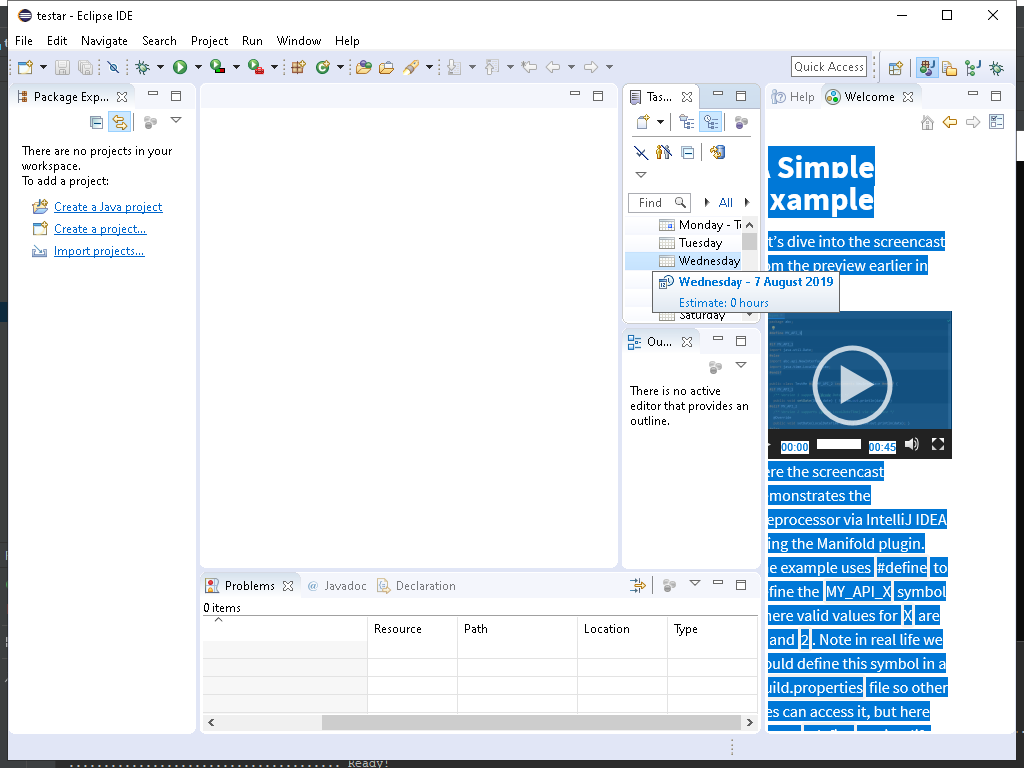 testar - Eclipse IDE
File Edit Navigate Search Project Run Window Help
Quick Access
Package Exp...
There are no projects in your
workspace.
To add a project:
Create a Java project
Create a project...
Import projects...
Tas...
Find
All
Monday - T
Tuesday
Wednesday
Wednesday - 7 August 2019
Estimate: 0 hours
Saturday
Ou...
There is no active
editor that provides an
outline.
Help Welcome
Simple
xample
t's dive into the screencast
om the preview earlier in
00:00 00:45
ere the screencast
monstrates the
eprocessor via IntelliJ IDEA
ing the Manifold plugin.
e example uses #define to
fine the MY_API_X symbol
here valid values for X are
and 2. Note in real life we
ould define this symbol in a
uild.properties file so other
es can access it, but here
Problems @ Javadoc Declaration
0 items
Resource Path Location Type
Ready!